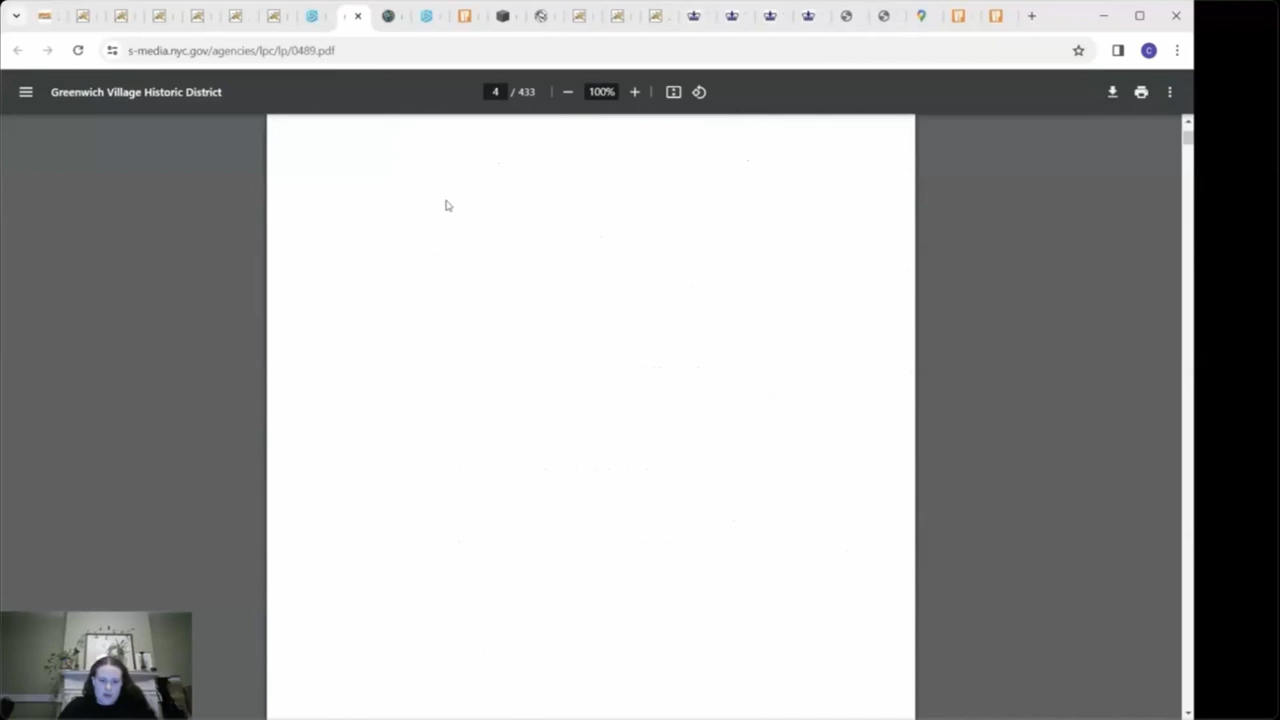 s-media.nyc.gov/agencies/lpc/lp/0489.pdf
C
Greenwich Village Historic District
4 / 433
100%